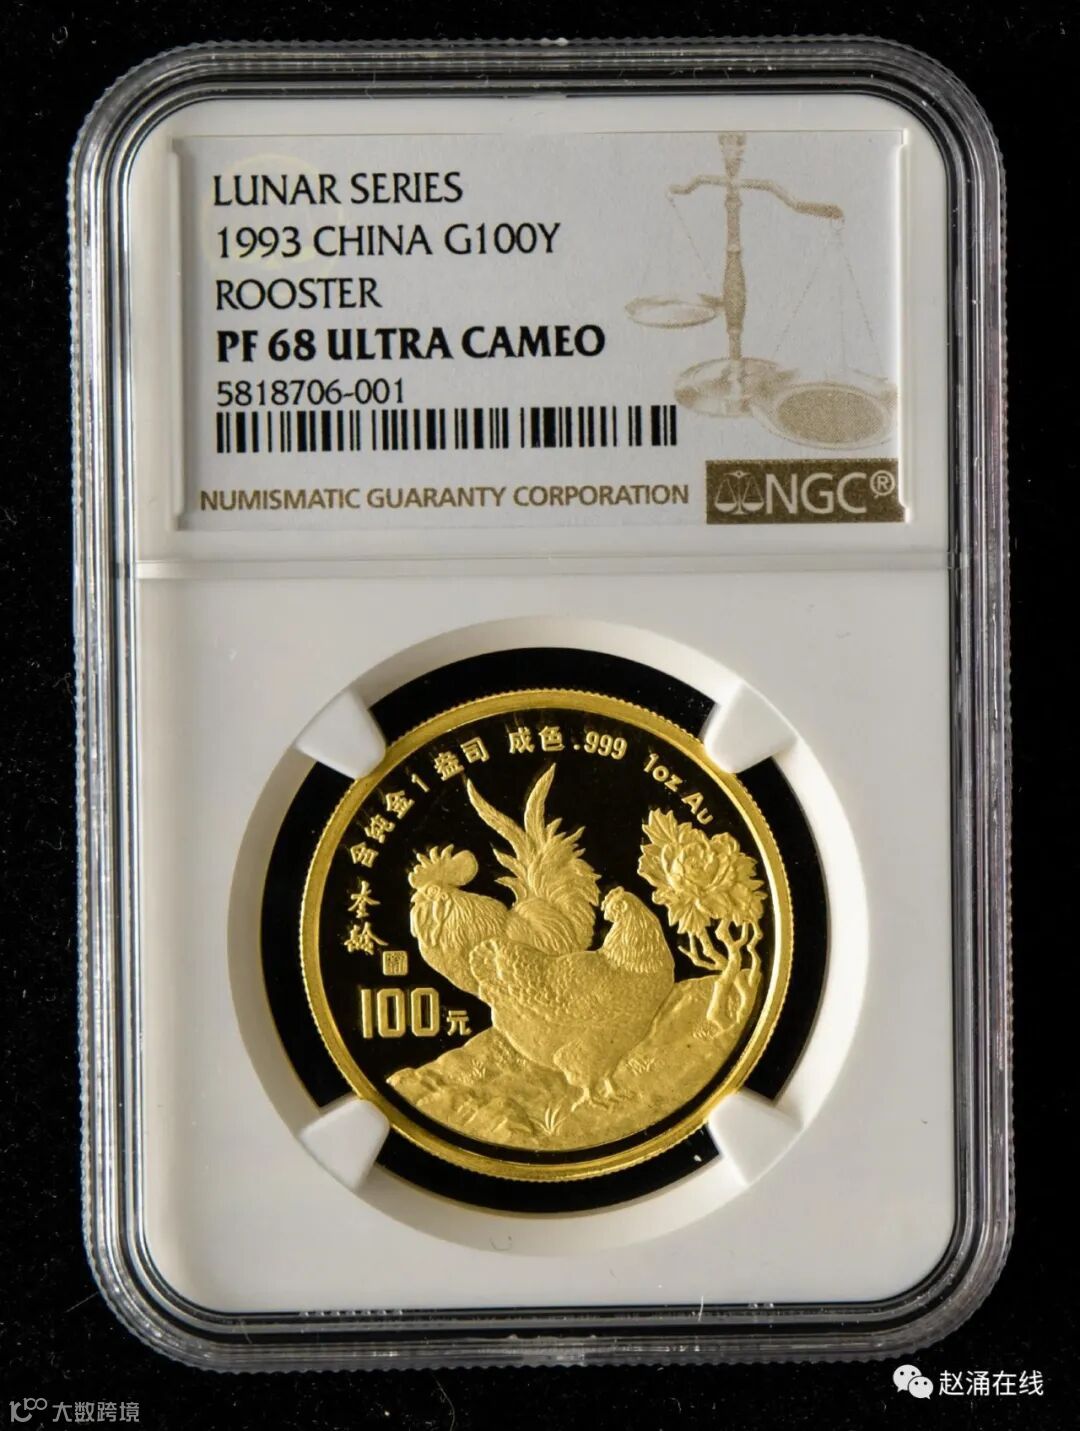 LUNAR SERIES
1993 CHINA G100Y
ROOSTER
PF 68 ULTRA CAMEO
5818706-001
NUMISMATIC GUARANTY CORPORATION
NGC®
含纯金1盎司 成色.999 1oz Au
100元
赵涌在线
大数跨境